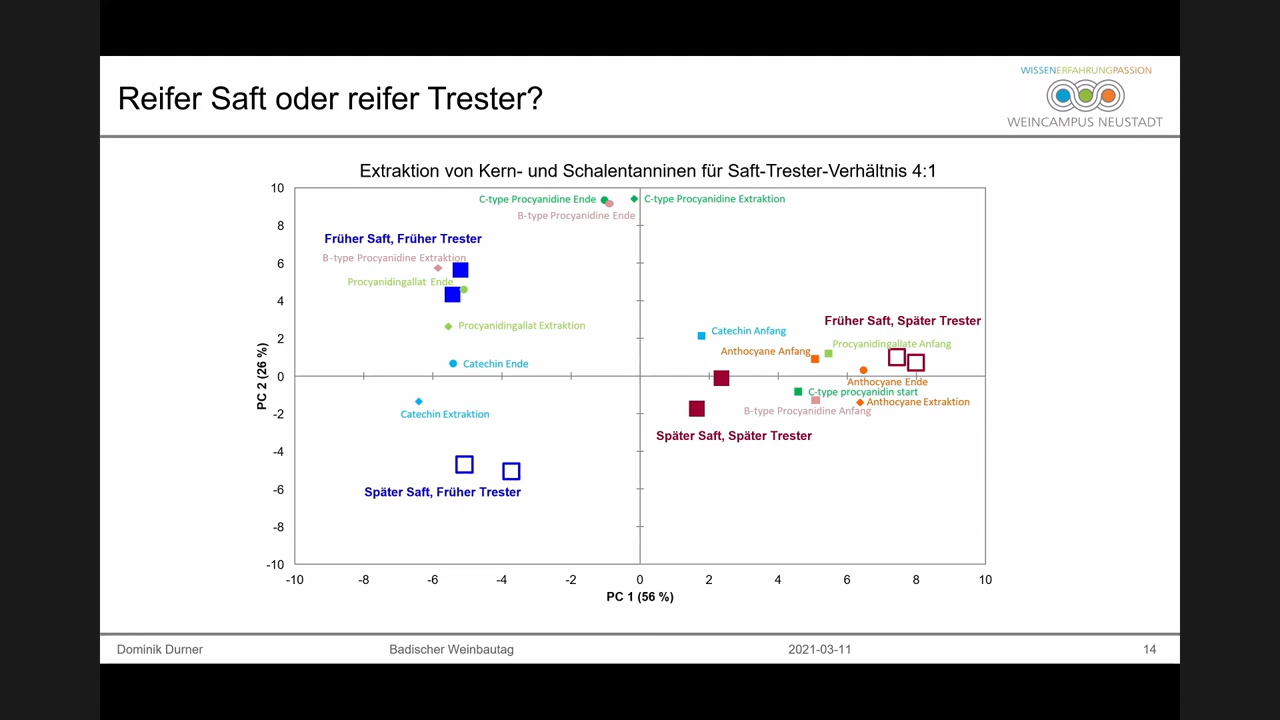 WISSENERFAHRUNGPASSION
Reifer Saft oder reifer Trester?
WEINCAMPUS NEUSTADT
Extraktion von Kern- und Schalentanninen für Saft-Trester-Verhältnis 4:1
10
8
6
4
2
0
-2
-4
-6
-8
-10
PC 2 (26 %)
C-type Procyanidine Ende
C-type Procyanidine Extraktion
B-type Procyanidine Ende
Früher Saft, Früher Trester
B-type Procyanidine Extraktion
Procyanidingallat Ende
Procyanidingallat Extraktion
Catechin Ende
Catechin Extraktion
Später Saft, Früher Trester
Früher Saft, Später Trester
Catechin Anfang
Procyanidingallate Anfang
Anthocyane Anfang
Anthocyane Ende
C-type procyanidin start
Anthocyane Extraktion
B-type Procyanidine Anfang
Später Saft, Später Trester
-10 -8 -6 -4 -2 0 2 4 6 8 10
PC 1 (56 %)
Dominik Durner Badischer Weinbautag 2021-03-11 14